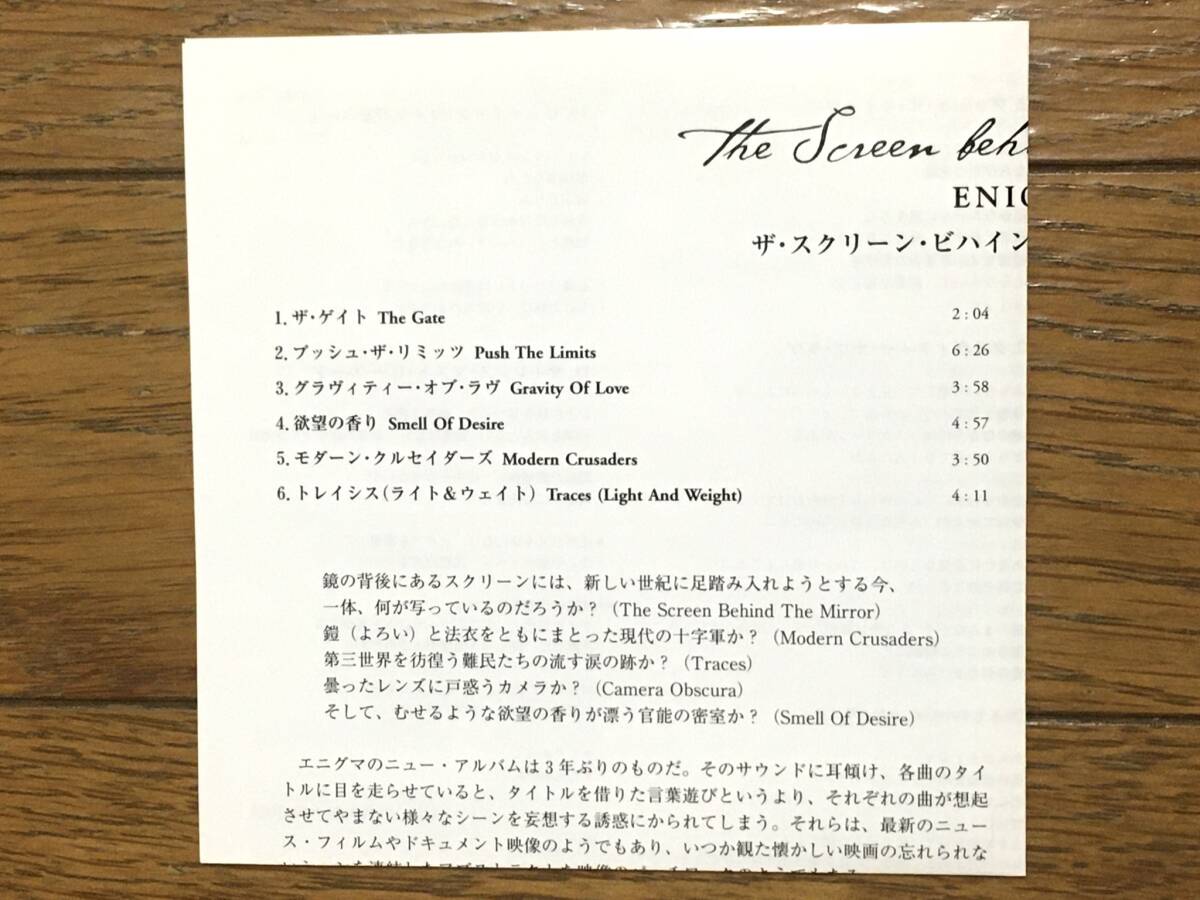 The Screen beh
ENIG
ザ・スクリーン・ビハイン
1. ザ・ゲイト The Gate 2:04
2. プッシュ・ザ・リミッツ Push The Limits 6:26
3. グラヴィティー・オブ・ラヴ Gravity Of Love 3:58
4. 欲望の香り Smell Of Desire 4:57
5. モダーン・クルセイダーズ Modern Crusaders 3:50
6. トレイシス(ライト&ウェイト) Traces (Light And Weight) 4:11
鏡の背後にあるスクリーンには、新しい世紀に足踏み入れようとする今、
一体、何が写っているのだろうか?(The Screen Behind The Mirror)
鎧(よろい)と法衣をともにまとった現代の十字軍か?(Modern Crusaders)
第三世界を彷徨う難民たちの流す涙の跡か?(Traces)
曇ったレンズに戸惑うカメラか?(Camera Obscura)
そして、むせるような欲望の香りが漂う官能の密室か?(Smell Of Desire)
エニグマのニュー・アルバムは3年ぶりのものだ。そのサウンドに耳傾け、各曲のタイ
トルに目を走らせていると、タイトルを借りた言葉遊びというより、それぞれの曲が想起
させてやまない様々なシーンを妄想する誘惑にかられてしまう。それらは、最新のニュー
ス・フィルムやドキュメント映像のようでもあり、いつか観た懐かしい映画の忘れられな